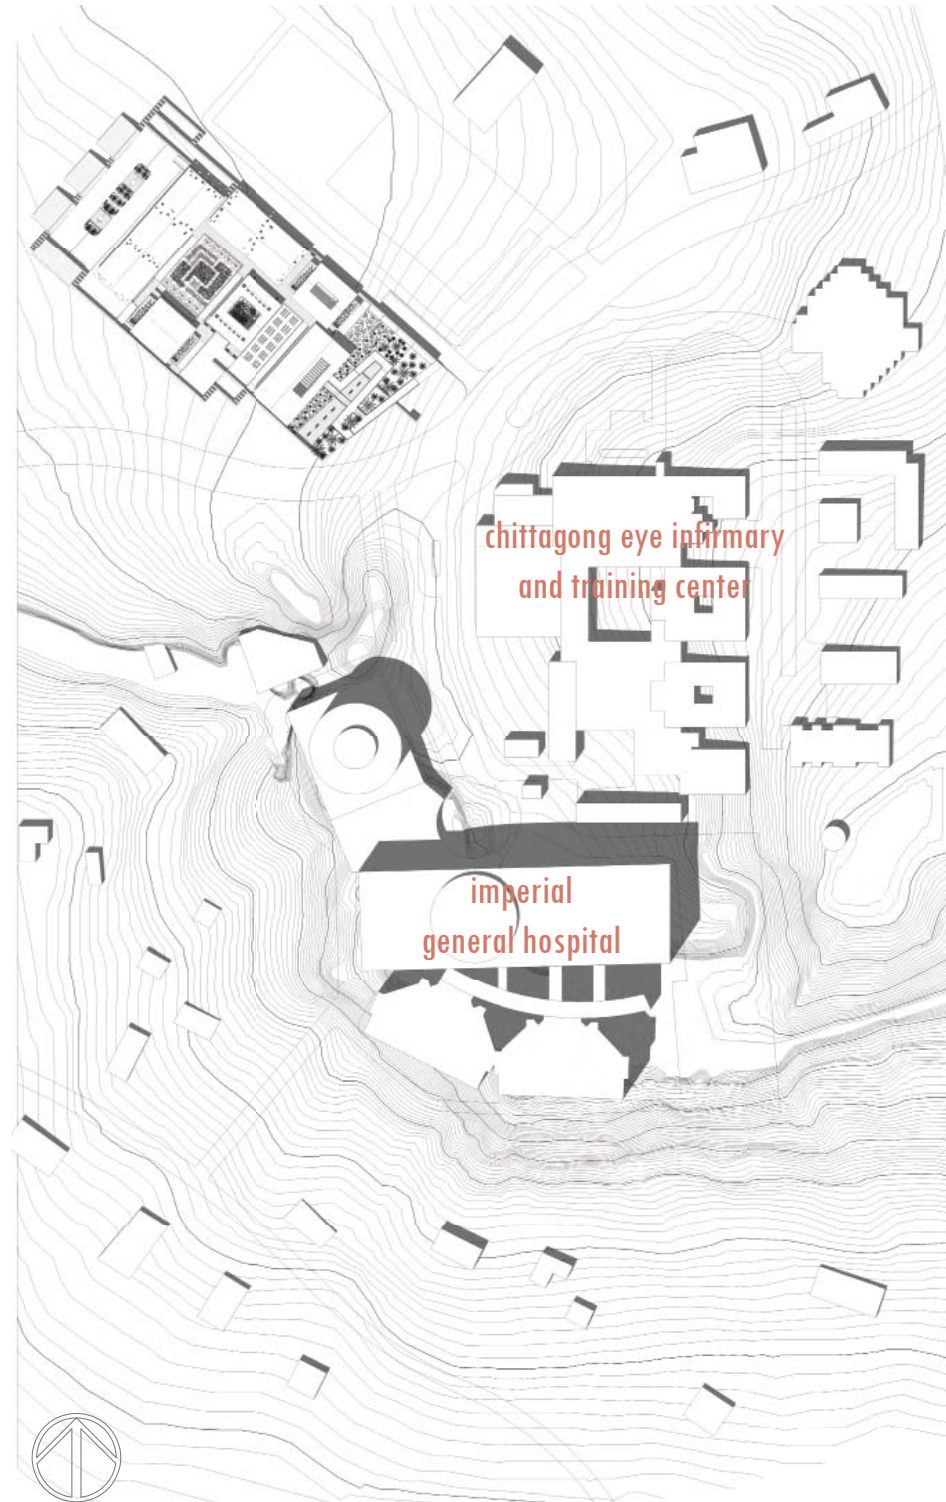 chittagong eye infirmary
and training center
imperial
general hospital